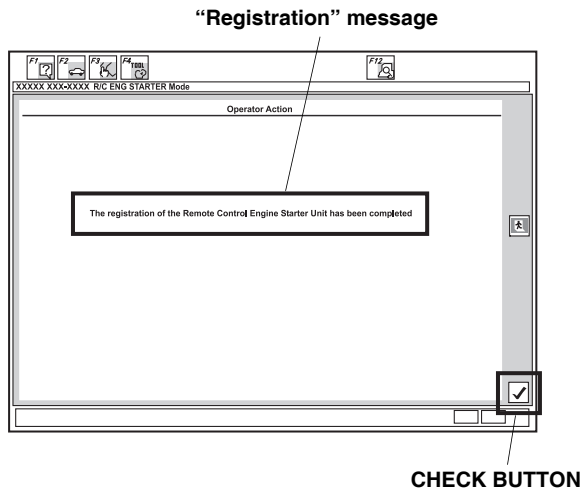 “Registration” message
F1 F2 F3 F4 TOOL F12
XXXXX XXX-XXXX R/C ENG STARTER Mode
Operator Action
The registration of the Remote Control Engine Starter Unit has been completed
CHECK BUTTON